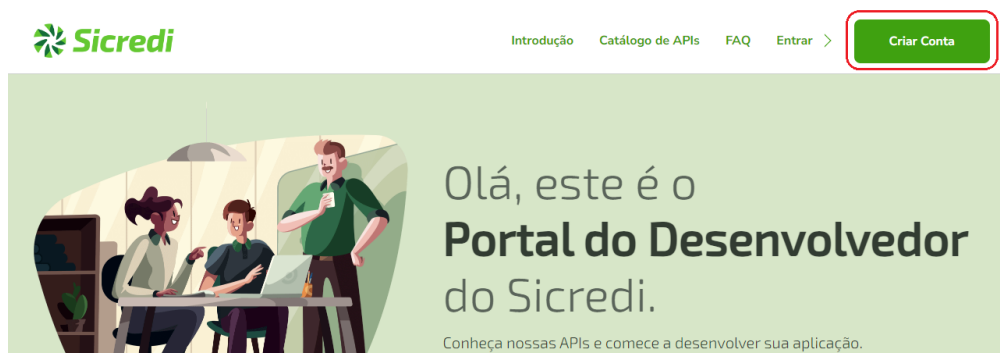 Sicredi
Introdução Catálogo de APIs FAQ Entrar Criar Conta
Olá, este é o
Portal do Desenvolvedor
do Sicredi.
Conheça nossas APIs e comece a desenvolver sua aplicação.